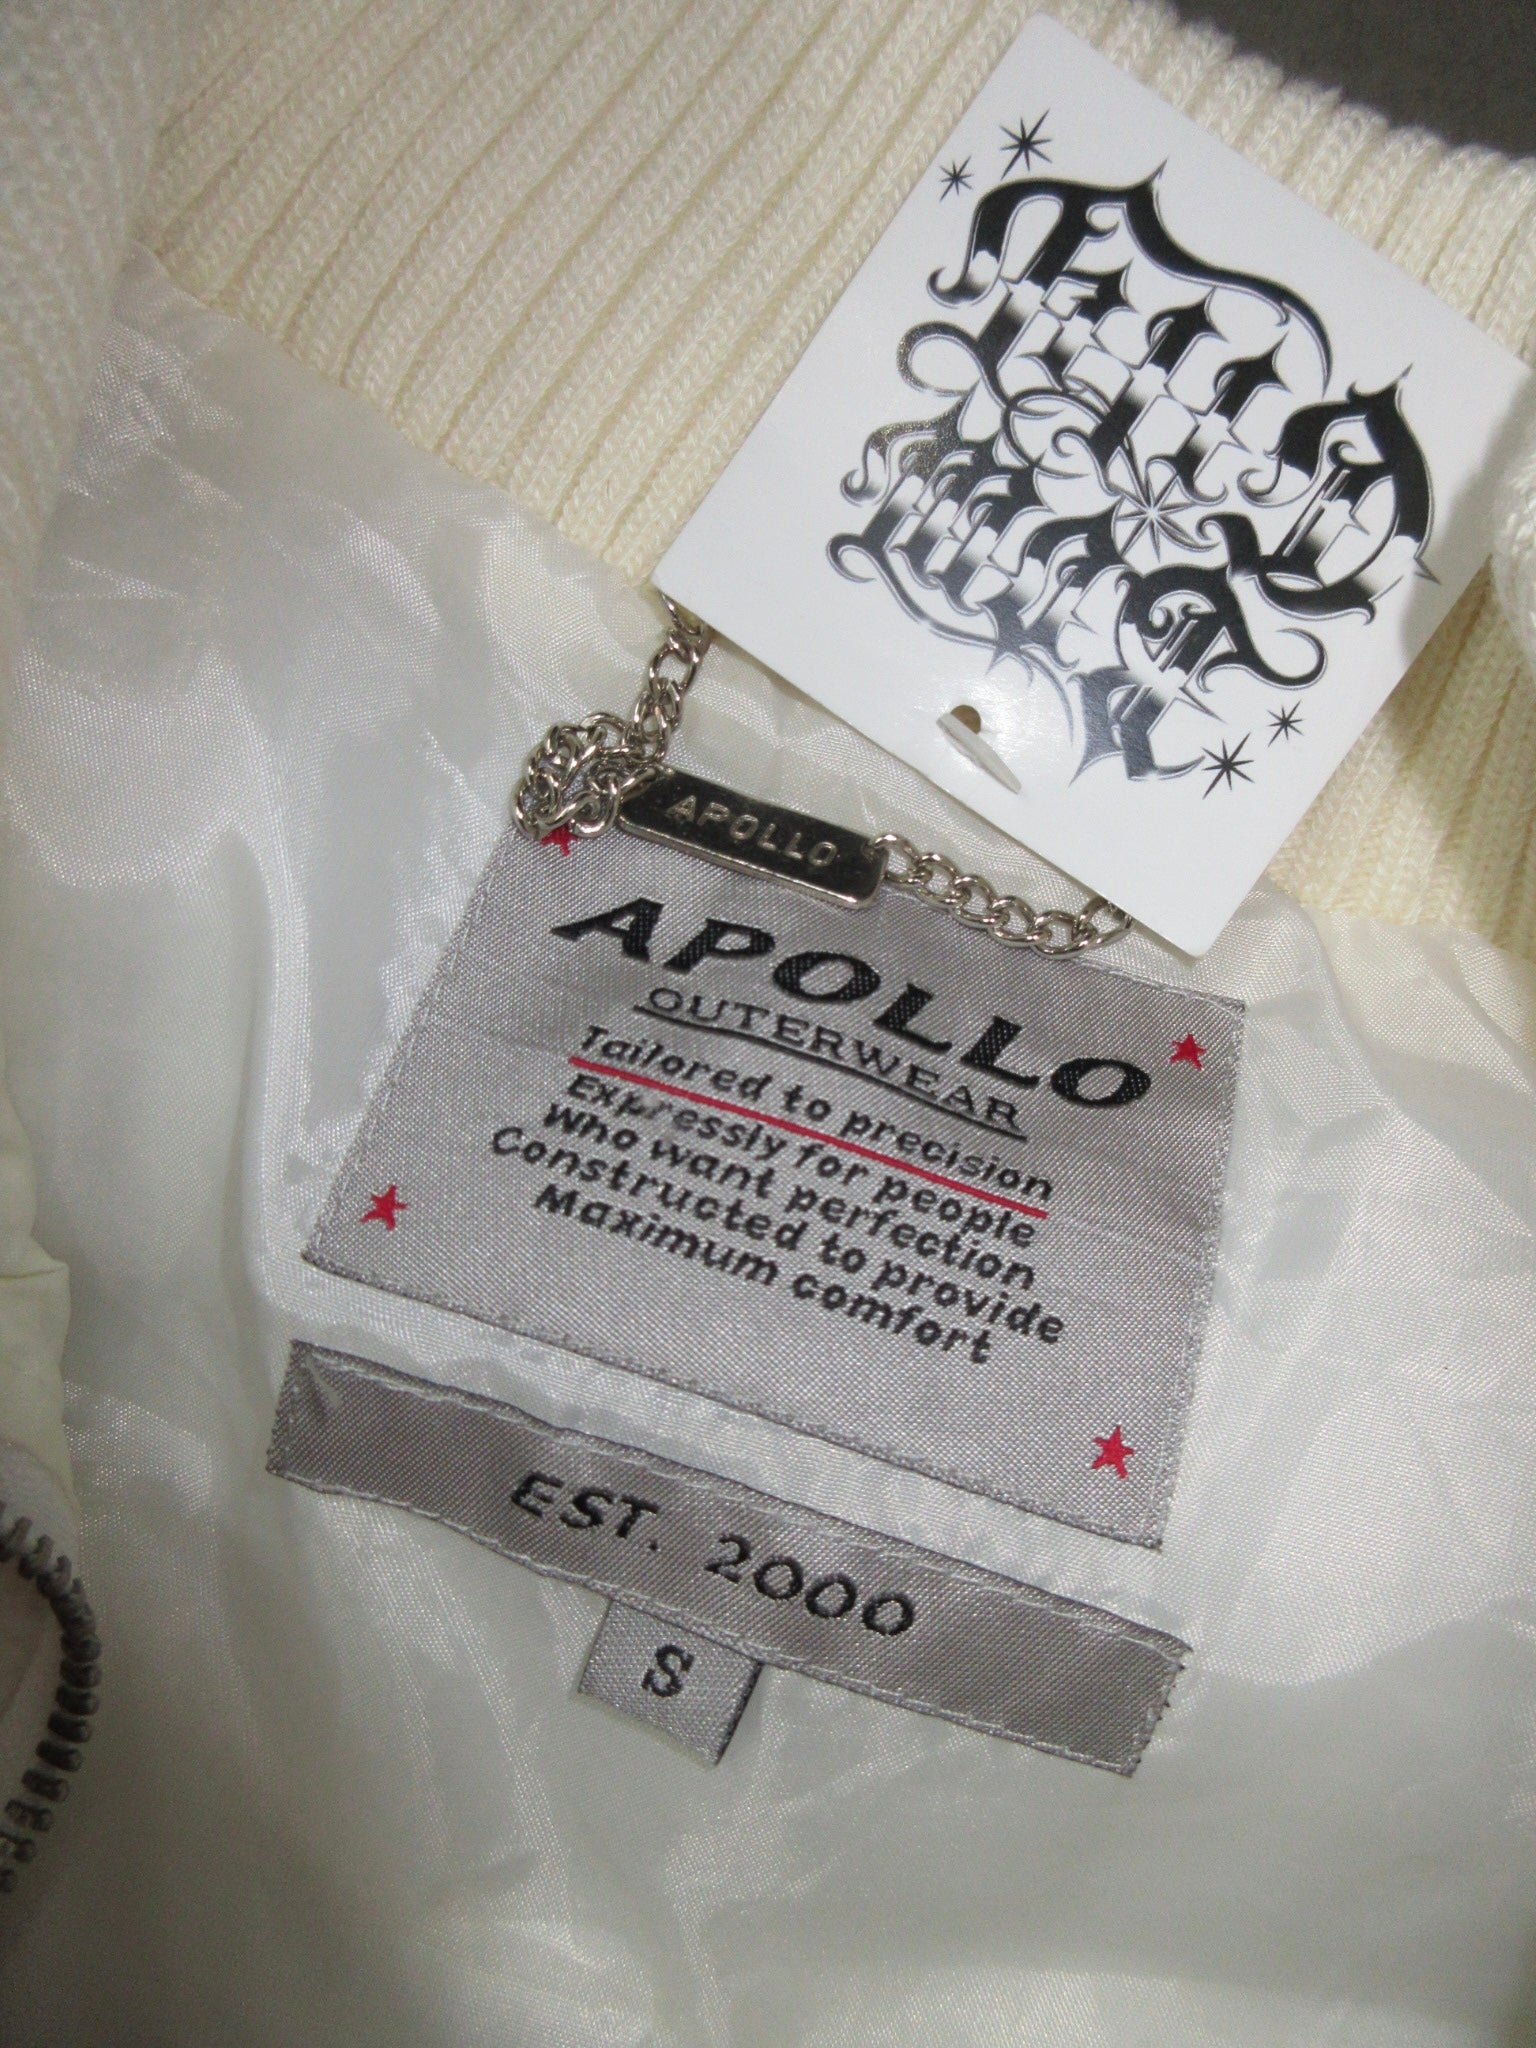 APOLLO
APOLLO
OUTERWEAR
Tailored to precision
Expressly for people
Who want perfection
Constructed to provide
Maximum comfort
EST. 2000
S